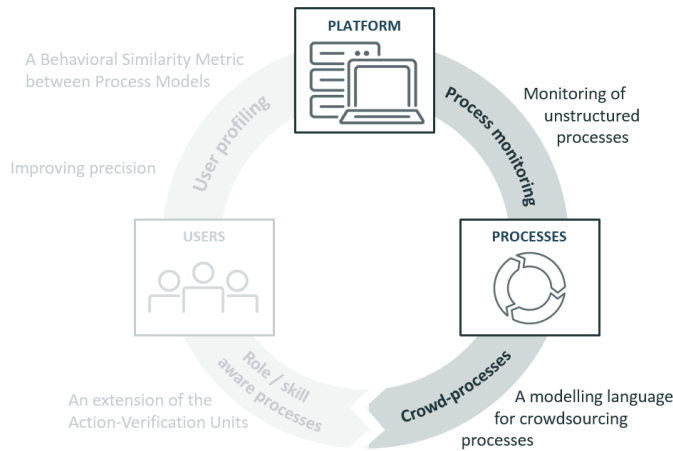 PLATFORM
A Behavioral Similarity Metric
between Process Models
User profiling
Process monitoring
Monitoring of
unstructured
processes
Improving precision
USERS
PROCESSES
Role / skill
aware processes
Crowd-processes
An extension of the
Action-Verification Units
A modelling language
for crowdsourcing
processes